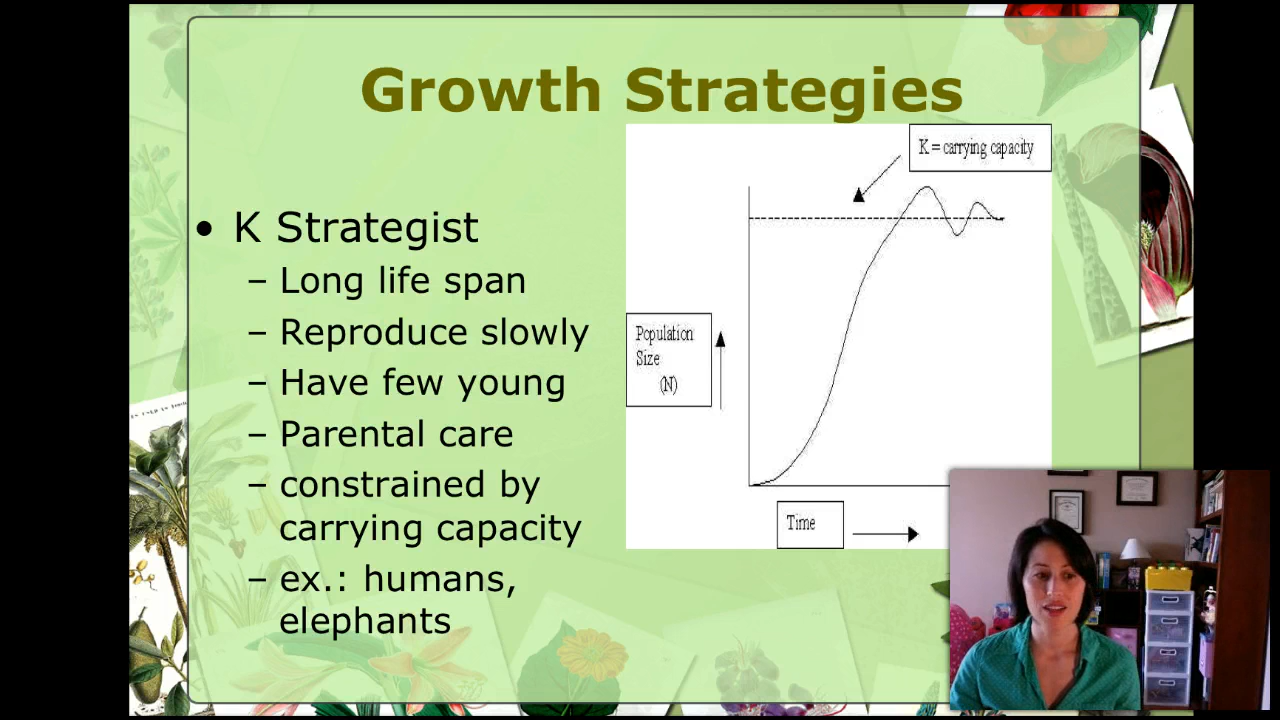 Growth Strategies
K = carrying capacity
• K Strategist
– Long life span
– Reproduce slowly
– Have few young
– Parental care
– constrained by
carrying capacity
– ex.: humans,
elephants
Population
Size
(N)
Time